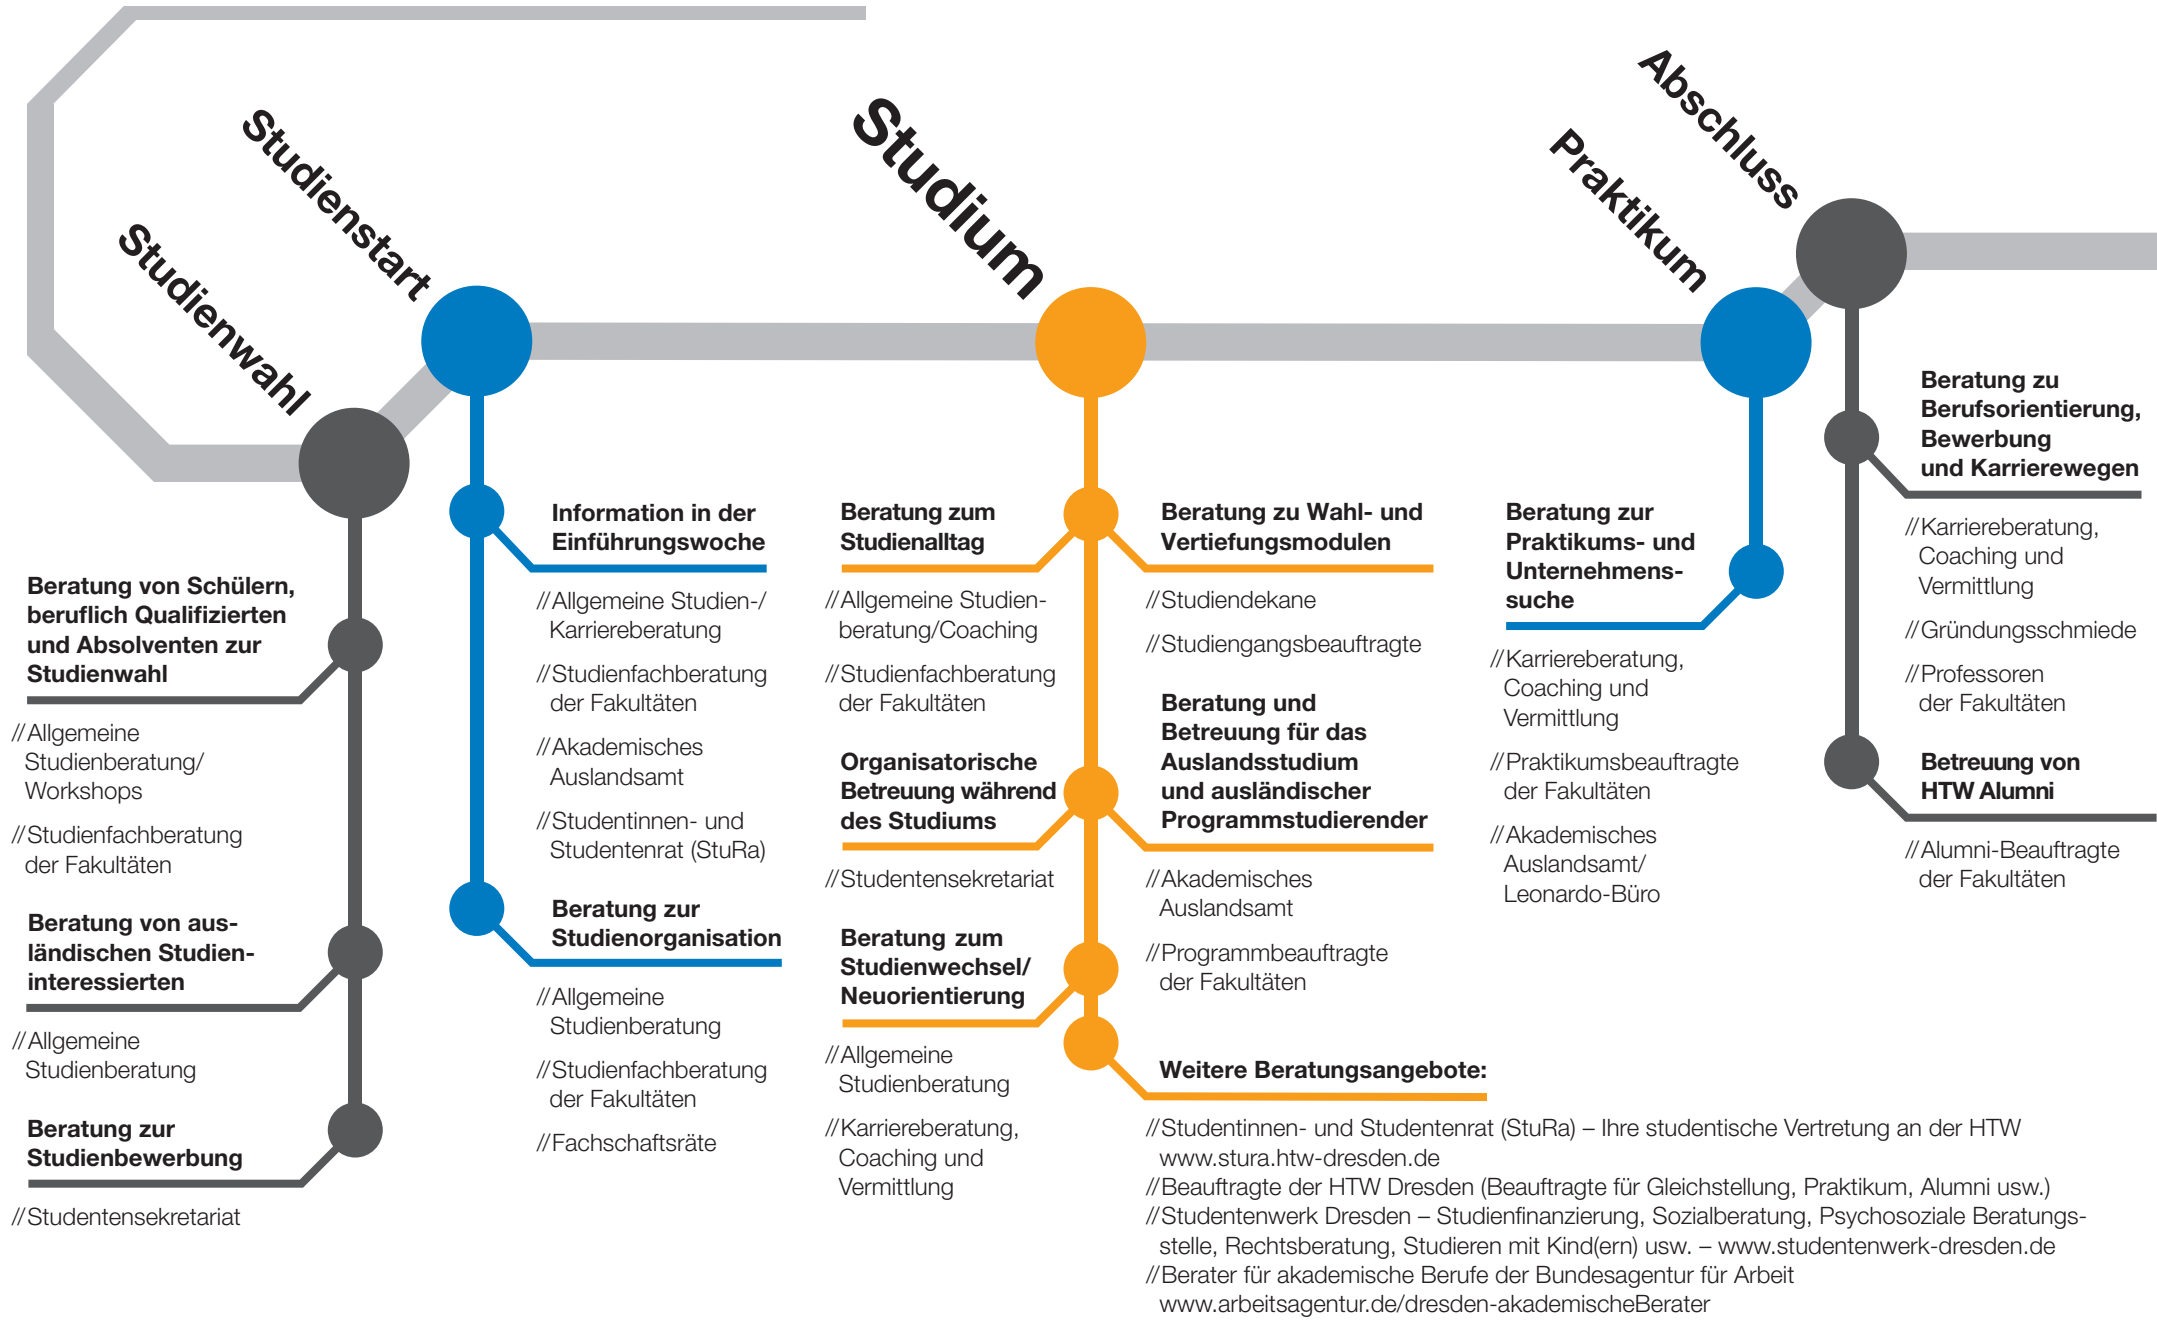 Studienwahl
Beratung von Schülern,
beruflich Qualifizierten
und Absolventen zur
Studienwahl
//Allgemeine
Studienberatung/
Workshops
//Studienfachberatung
der Fakultäten
Beratung von aus-
ländischen Studien-
interessierten
//Allgemeine
Studienberatung
Beratung zur
Studienbewerbung
//Studentensekretariat
Studienstart
Information in der
Einführungswoche
//Allgemeine Studien-/
Karriereberatung
//Studienfachberatung
der Fakultäten
//Akademisches
Auslandsamt
//Studentinnen- und
Studentenrat (StuRa)
Beratung zur
Studienorganisation
//Allgemeine
Studienberatung
//Studienfachberatung
der Fakultäten
//Fachschaftsräte
Studium
Beratung zum
Studienalltag
//Allgemeine Studien-
beratung/Coaching
//Studienfachberatung
der Fakultäten
Organisatorische
Betreuung während
des Studiums
//Studentensekretariat
Beratung zum
Studienwechsel/
Neuorientierung
//Allgemeine
Studienberatung
//Karriereberatung,
Coaching und
Vermittlung
Beratung zu Wahl- und
Vertiefungsmodulen
//Studiendekane
//Studiengangsbeauftragte
Beratung und
Betreuung für das
Auslandsstudium
und ausländischer
Programmstudierender
//Akademisches
Auslandsamt
//Programmbeauftragte
der Fakultäten
Weitere Beratungsangebote:
//Studentinnen- und Studentenrat (StuRa) – Ihre studentische Vertretung an der HTW
www.stura.htw-dresden.de
//Beauftragte der HTW Dresden (Beauftragte für Gleichstellung, Praktikum, Alumni usw.)
//Studentenwerk Dresden – Studienfinanzierung, Sozialberatung, Psychosoziale Beratungs-
stelle, Rechtsberatung, Studieren mit Kind(ern) usw. – www.studentenwerk-dresden.de
//Berater für akademische Berufe der Bundesagentur für Arbeit
www.arbeitsagentur.de/dresden-akademischeBerater
Praktikum
Beratung zur
Praktikums- und
Unternehmens-
suche
//Karriereberatung,
Coaching und
Vermittlung
//Praktikumsbeauftragte
der Fakultäten
//Akademisches
Auslandsamt/
Leonardo-Büro
Abschluss
Beratung zu
Berufsorientierung,
Bewerbung
und Karrierewegen
//Karriereberatung,
Coaching und
Vermittlung
//Gründungsschmiede
//Professoren
der Fakultäten
Betreuung von
HTW Alumni
//Alumni-Beauftragte
der Fakultäten